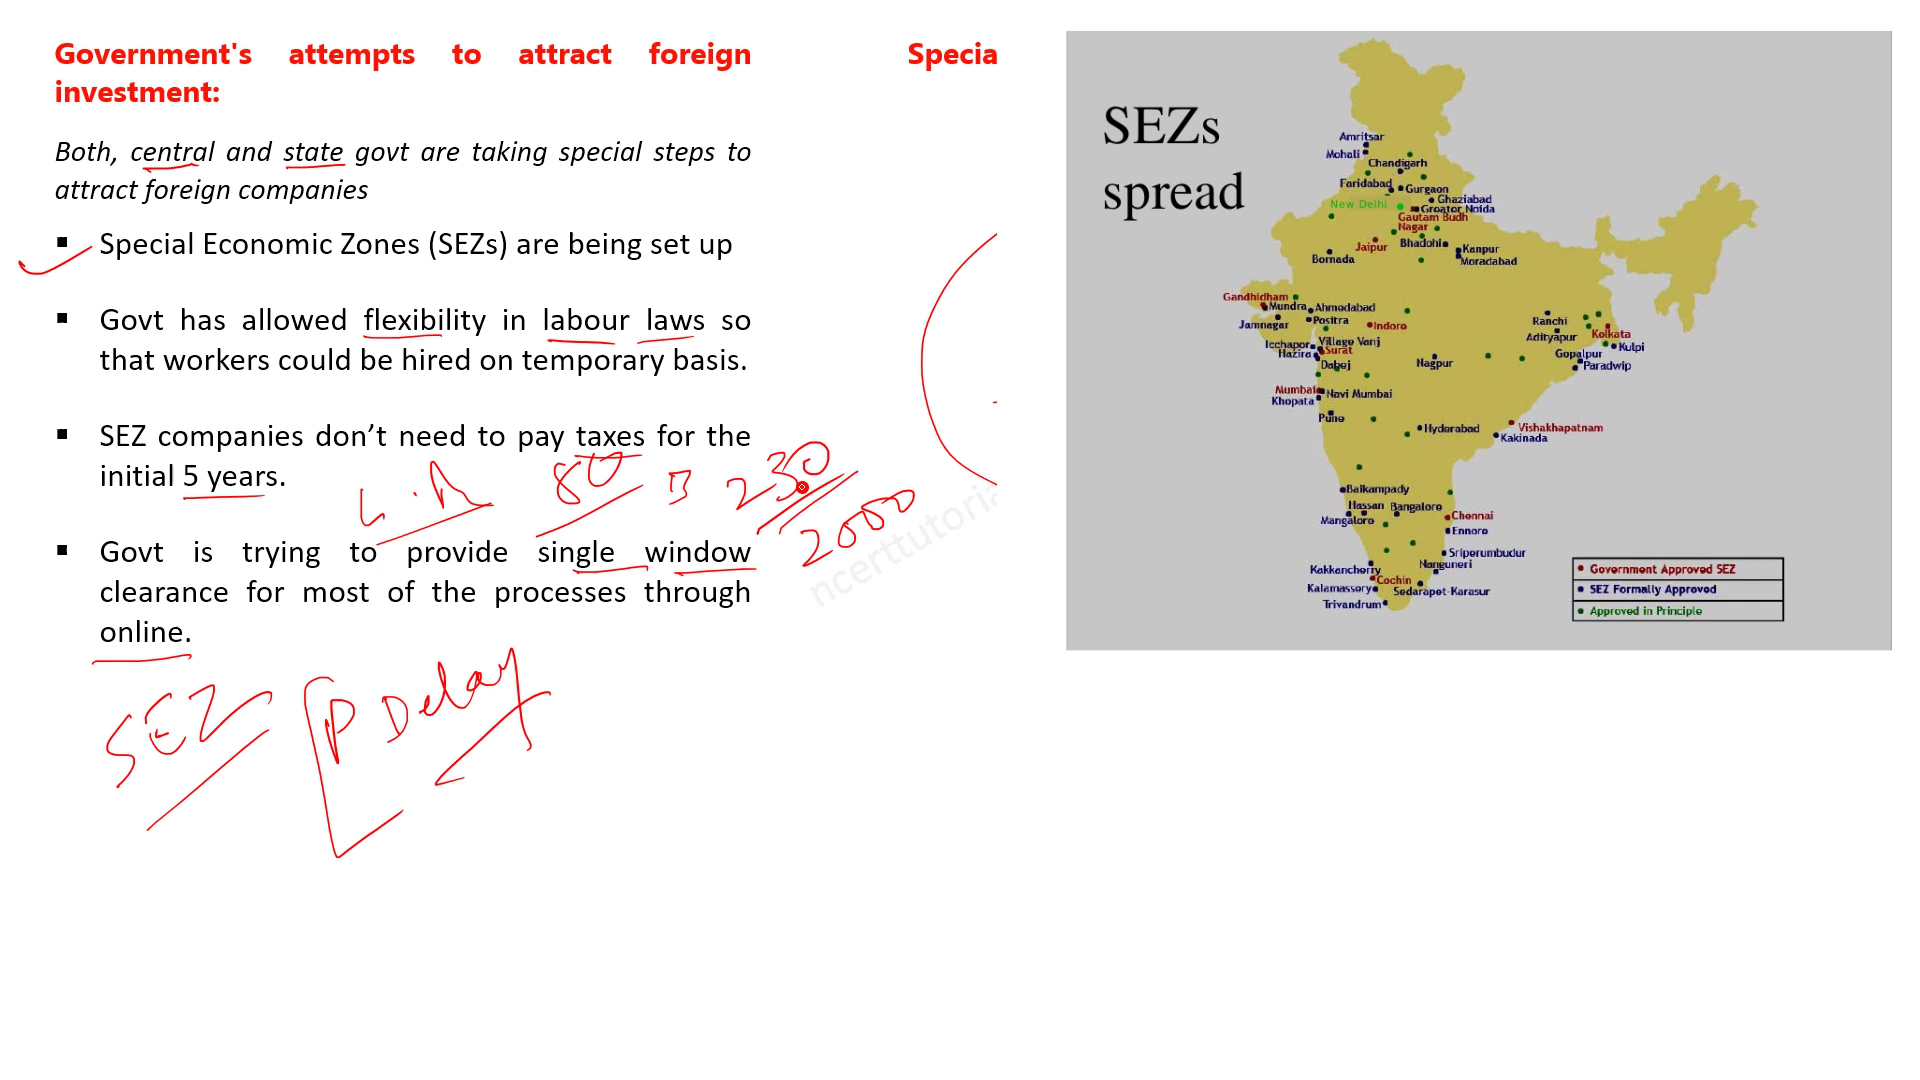 Government's attempts to attract foreign
investment:
Specia
Both, central and state govt are taking special steps to
attract foreign companies
▪ Special Economic Zones (SEZs) are being set up
▪ Govt has allowed flexibility in labour laws so
that workers could be hired on temporary basis.
▪ SEZ companies don’t need to pay taxes for the
initial 5 years.
80 230
2000
▪ Govt is trying to provide single window
clearance for most of the processes through
online.
SEZ P Delay
ncerttutoria
SEZs
spread
Amritsar
Mohali
Chandigarh
Faridabad
Gurgaon
Ghaziabad
New Delhi
Greater Noida
Gautam Budh
Nagar
Jaipur
Bhadohi
Kanpur
Bornada
Moradabad
Gandhidham
Mundra
Ahmedabad
Jamnagar
Positra
Indore
Ranchi
Adityapur
Kolkata
Kulpi
Icchapor
Village Vanj
Hazira
Surat
Dahej
Nagpur
Gopalpur
Paradwip
Mumbai
Navi Mumbai
Khopata
Pune
Hyderabad
Vishakhapatnam
Kakinada
Baikampady
Hassan
Bangalore
Mangalore
Chennai
Ennore
Sriperumbudur
Kakkancherry
Nanguneri
Cochin
Kalamassery
Sedarapet-Karasur
Trivandrum
Government Approved SEZ
SEZ Formally Approved
Approved in Principle